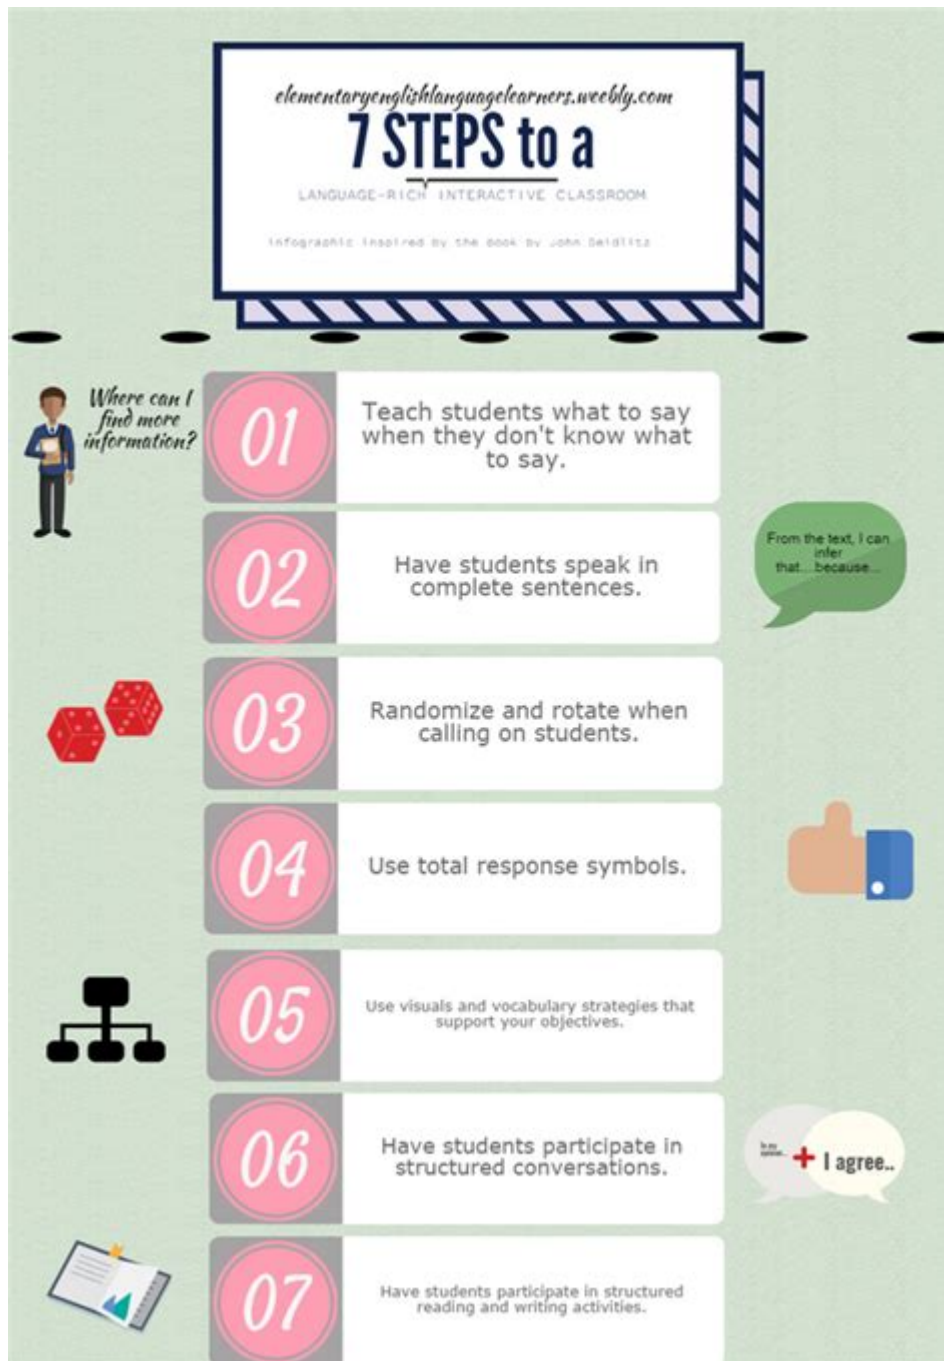 elementaryenglishlanguagelearners.weebly.com
7 STEPS to a
LANGUAGE-RICH INTERACTIVE CLASSROOM
infographic inspired by the book by John Seidlitz
Where can I
find more
information?
01
Teach students what to say
when they don't know what
to say.
02
Have students speak in
complete sentences.
From the text, I can
infer
that...because...
03
Randomize and rotate when
calling on students.
04
Use total response symbols.
05
Use visuals and vocabulary strategies that
support your objectives.
06
Have students participate in
structured conversations.
In my
opinion...
+ I agree..
07
Have students participate in structured
reading and writing activities.